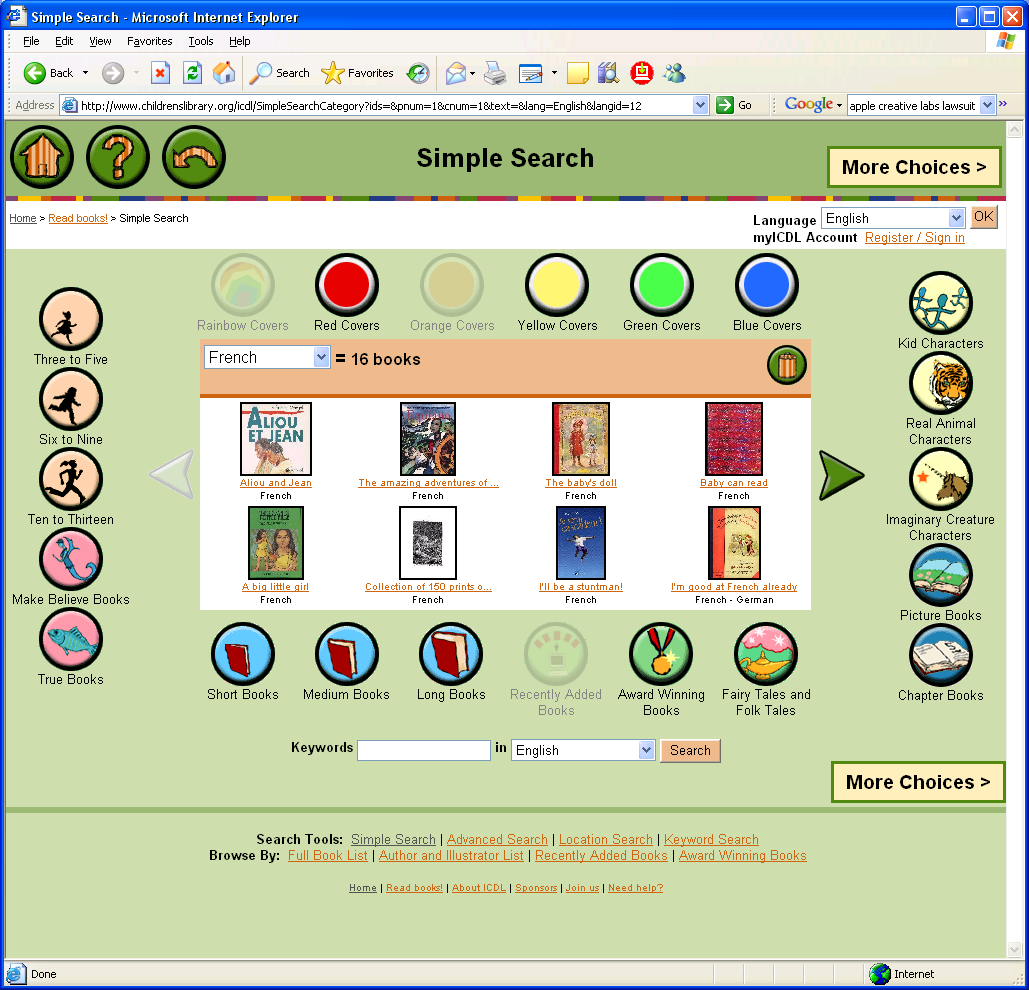 Simple Search - Microsoft Internet Explorer
File Edit View Favorites Tools Help
Back Search Favorites
Address http://www.childrenslibrary.org/icdl/SimpleSearchCategory?ids=&pnum=1&cnum=1&text=&lang=English&langid=12 Go Google apple creative labs lawsuit »
Simple Search
More Choices >
Home > Read books! > Simple Search
Language English OK
myICDL Account Register / Sign in
Rainbow Covers Red Covers Orange Covers Yellow Covers Green Covers Blue Covers
Three to Five
Six to Nine
Ten to Thirteen
Make Believe Books
True Books
French = 16 books
ALIOU
ET JEAN
Aliou and Jean The amazing adventures of ... The baby's doll Baby can read
French French French French
A big little girl Collection of 150 prints o... I'll be a stuntman! I'm good at French already
French French French French - German
Kid Characters
Real Animal
Characters
Imaginary Creature
Characters
Picture Books
Chapter Books
Short Books Medium Books Long Books Recently Added
Books Award Winning
Books Fairy Tales and
Folk Tales
Keywords in English Search
More Choices >
Search Tools: Simple Search | Advanced Search | Location Search | Keyword Search
Browse By: Full Book List | Author and Illustrator List | Recently Added Books | Award Winning Books
Home | Read books! | About ICDL | Sponsors | Join us | Need help?
Done Internet